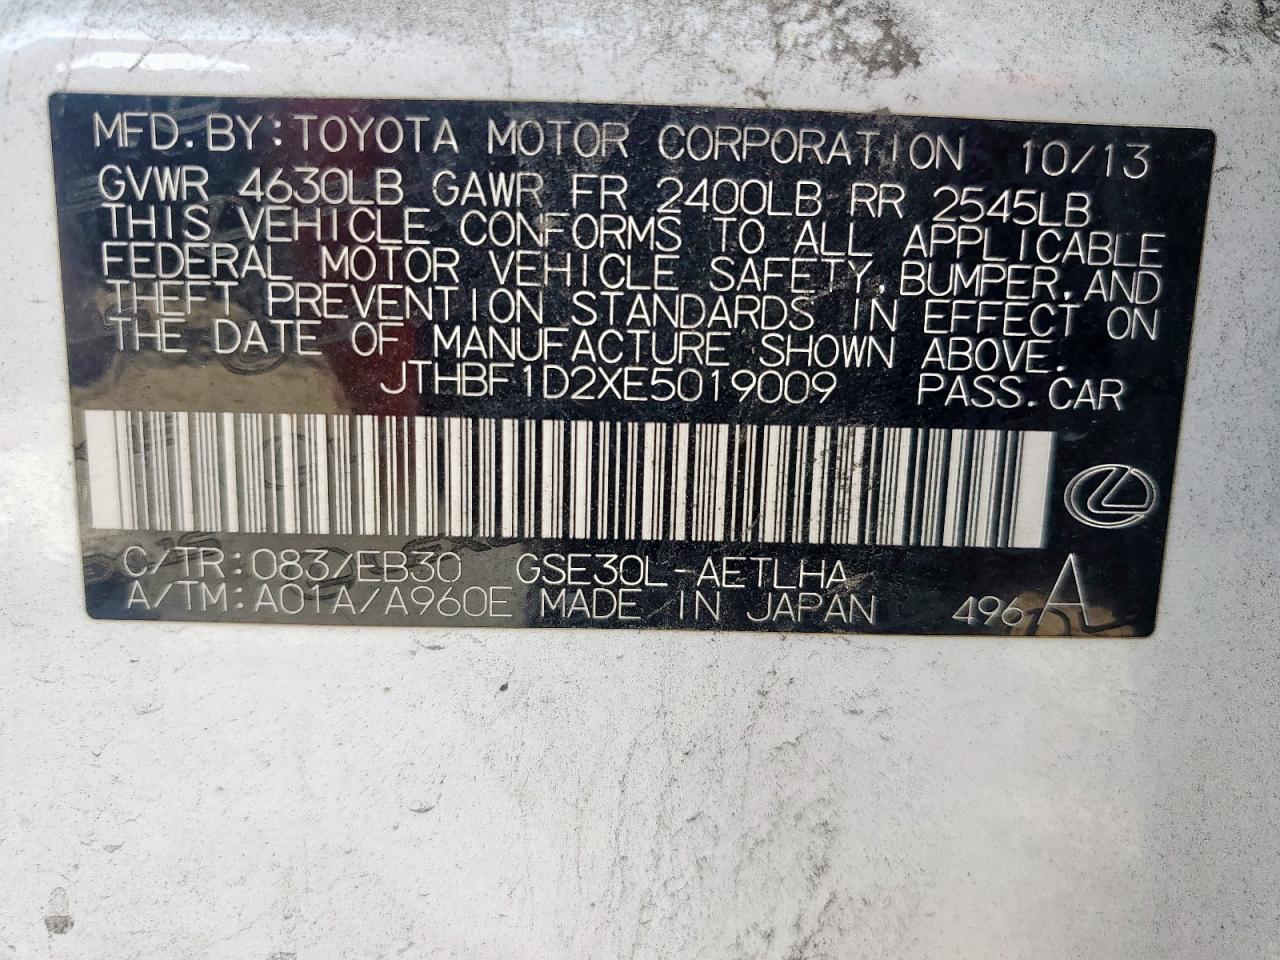 MFD. BY: TOYOTA MOTOR CORPORATION 10/13
GVWR 4630LB GAWR FR 2400LB RR 2545LB
THIS VEHICLE CONFORMS TO ALL APPLICABLE
FEDERAL MOTOR VEHICLE SAFETY, BUMPER, AND
THEFT PREVENTION STANDARDS IN EFFECT ON
THE DATE OF MANUFACTURE SHOWN ABOVE.
JTHBF1D2XE5019009 PASS. CAR
C/TR: 083/EB30 GSE30L-AETLHA
A/TM: A01A/A960E MADE IN JAPAN 496 A